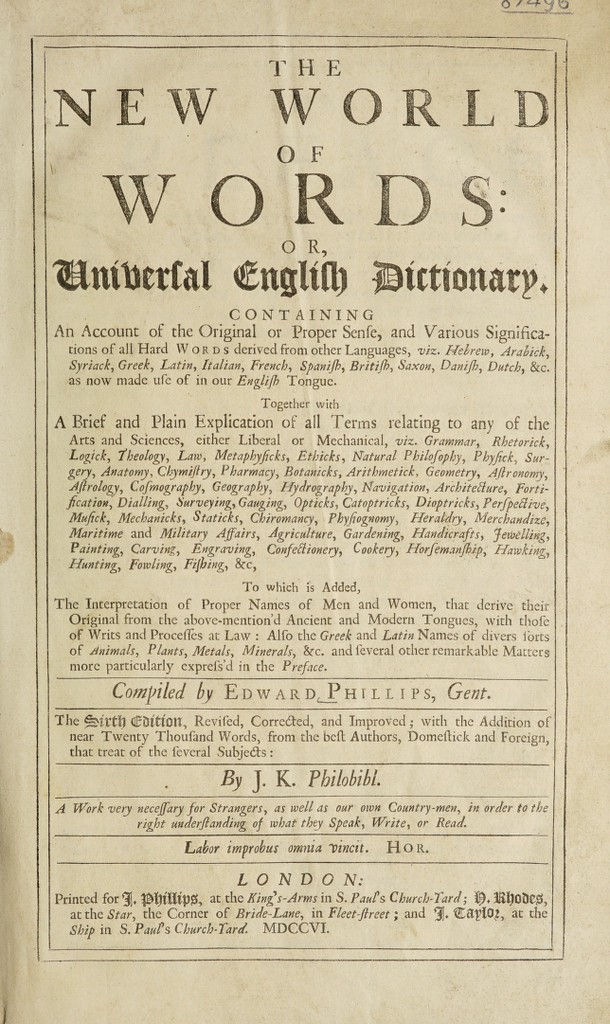 87496
THE
NEW WORLD
OF
WORDS:
OR,
Univerſal Engliſh Dictionary.
CONTAINING
An Account of the Original or Proper Senſe, and Various Significa-
tions of all Hard WORDS derived from other Languages, viz. Hebrew, Arabick,
Syriack, Greek, Latin, Italian, French, Spaniſh, Britiſh, Saxon, Daniſh, Dutch, &c.
as now made uſe of in our Engliſh Tongue.
Together with
A Brief and Plain Explication of all Terms relating to any of the
Arts and Sciences, either Liberal or Mechanical, viz. Grammar, Rhetorick,
Logick, Theology, Law, Metaphyſicks, Ethicks, Natural Philoſophy, Phyſick, Sur-
gery, Anatomy, Chymiſtry, Pharmacy, Botanicks, Arithmetick, Geometry, Aſtronomy,
Aſtrology, Coſmography, Geography, Hydrography, Navigation, Architecture, Forti-
fication, Dialling, Surveying, Gauging, Opticks, Catoptricks, Dioptricks, Perſpective,
Muſick, Mechanicks, Staticks, Chiromancy, Phyſiognomy, Heraldry, Merchandize,
Maritime and Military Affairs, Agriculture, Gardening, Handicrafts, Jewelling,
Painting, Carving, Engraving, Confectionery, Cookery, Horſemanſhip, Hawking,
Hunting, Fowling, Fiſhing, &c,
To which is Added,
The Interpretation of Proper Names of Men and Women, that derive their
Original from the above-mention'd Ancient and Modern Tongues, with thoſe
of Writs and Proceſſes at Law: Alſo the Greek and Latin Names of divers ſorts
of Animals, Plants, Metals, Minerals, &c. and ſeveral other remarkable Matters
more particularly expreſs'd in the Preface.
Compiled by EDWARD PHILLIPS, Gent.
The Sixth Edition, Reviſed, Corrected, and Improved; with the Addition of
near Twenty Thouſand Words, from the beſt Authors, Domeſtick and Foreign,
that treat of the ſeveral Subjects:
By J. K. Philobibl.
A Work very neceſſary for Strangers, as well as our own Country-men, in order to the
right underſtanding of what they Speak, Write, or Read.
Labor improbus omnia vincit. HOR.
LONDON:
Printed for J. Phillips, at the King's-Arms in S. Paul's Church-Yard; H. Rhodes,
at the Star, the Corner of Bride-Lane, in Fleet-ſtreet; and J. Taylor, at the
Ship in S. Paul's Church-Yard. MDCCVI.